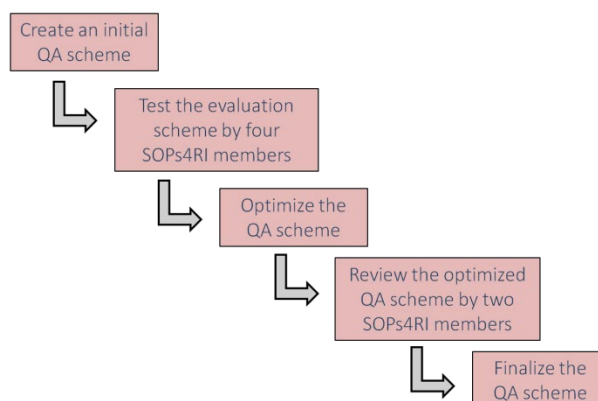 Create an initial
QA scheme
Test the evaluation
scheme by four
SOPs4RI members
Optimize the
QA scheme
Review the optimized
QA scheme by two
SOPs4RI members
Finalize the
QA scheme